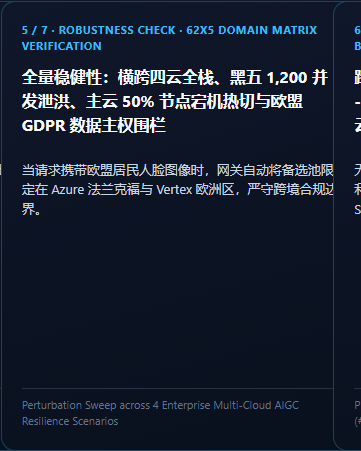 5 / 7 · ROBUSTNESS CHECK · 62X5 DOMAIN MATRIX
VERIFICATION
全量稳健性：横跨四云全栈、黑五 1,200 并
发泄洪、主云 50% 节点宕机热切与欧盟
GDPR 数据主权围栏
当请求携带欧盟居民人脸图像时，网关自动将备选池限
定在 Azure 法兰克福与 Vertex 欧洲区，严守跨境合规边
界。
Perturbation Sweep across 4 Enterprise Multi-Cloud AIGC
Resilience Scenarios